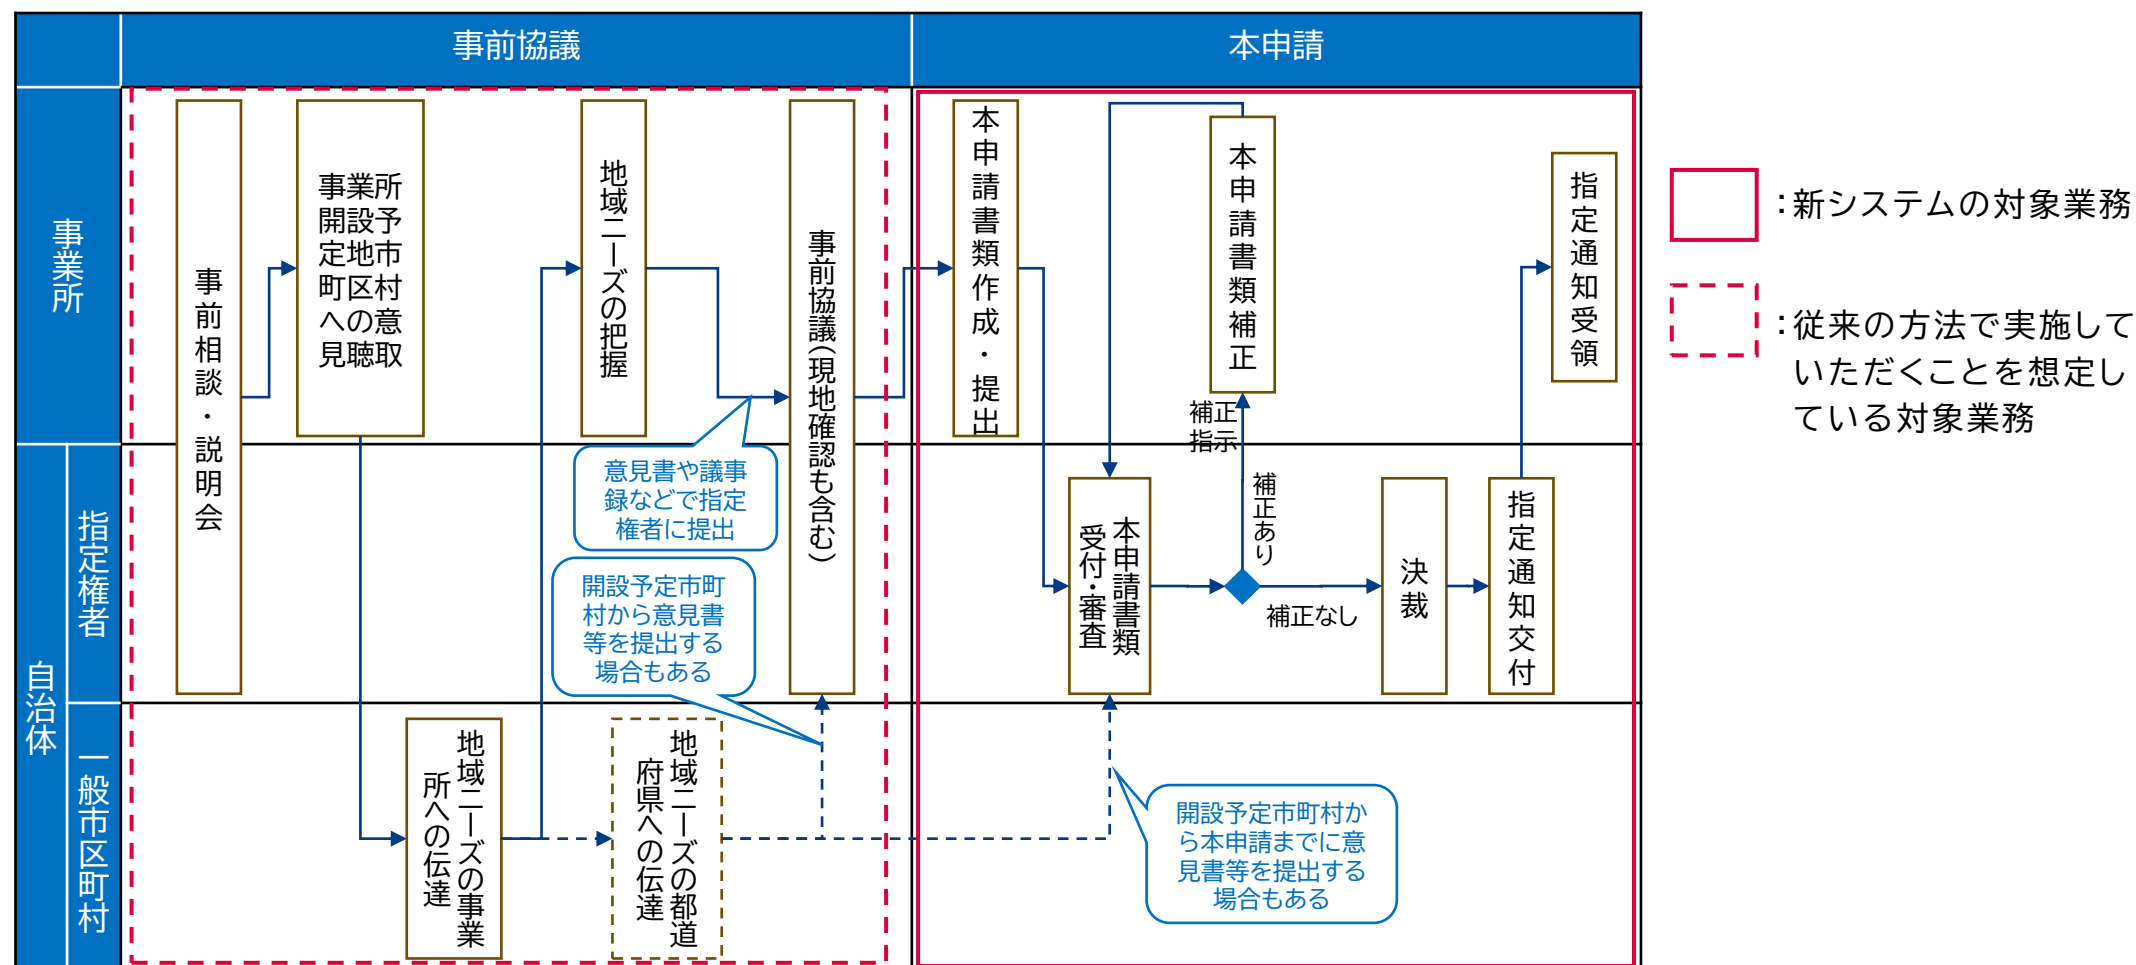 事前協議
本申請
事業所
自治体
指定権者
一般市区町村
事前相談・説明会
事業所
開設予
定地市
町区村
への意
見聴取
地域ニーズの把握
事前協議(現地確認も含む)
意見書や議事
録などで指定
権者に提出
開設予定市町
村から意見書
等を提出する
場合もある
地域ニーズの事業
所への伝達
地域ニーズの都道
府県への伝達
本申請書類作成・提出
本申請書類補正
指定通知受領
補正
指示
補正あり
補正なし
本申請書類
受付・審査
決裁
指定通知交付
開設予定市町村か
ら本申請までに意
見書等を提出する
場合もある
：新システムの対象業務
：従来の方法で実施して
いただくことを想定し
ている対象業務